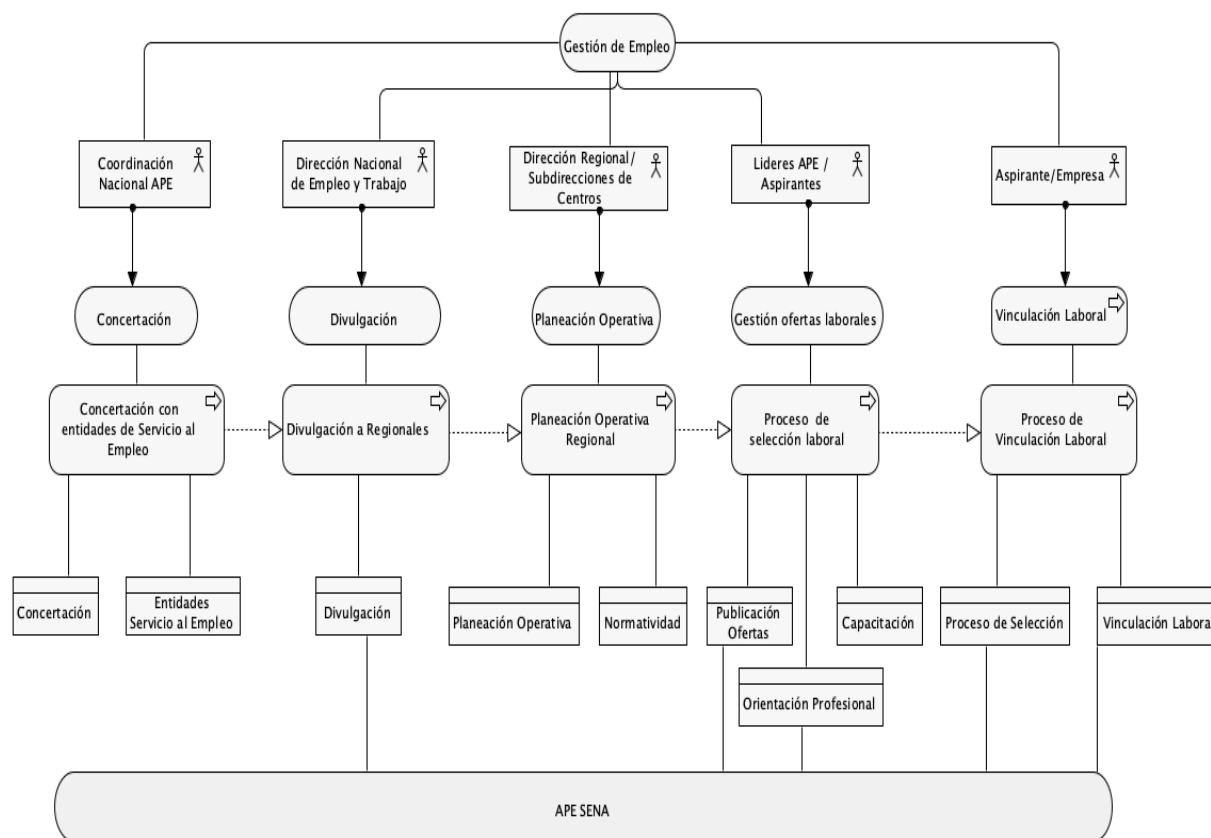 Gestión de Empleo
Coordinación
Nacional APE
Dirección Nacional
de Empleo y Trabajo
Dirección Regional/
Subdirecciones de
Centros
Lideres APE /
Aspirantes
Aspirante/Empresa
Concertación
Divulgación
Planeación Operativa
Gestión ofertas laborales
Vinculación Laboral
Concertación con
entidades de Servicio al
Empleo
Divulgación a Regionales
Planeación Operativa
Regional
Proceso de
selección laboral
Proceso de
Vinculación Laboral
Concertación
Entidades
Servicio al Empleo
Divulgación
Planeación Operativa
Normatividad
Publicación
Ofertas
Capacitación
Proceso de Selección
Vinculación Labora
Orientación Profesional
APE SENA